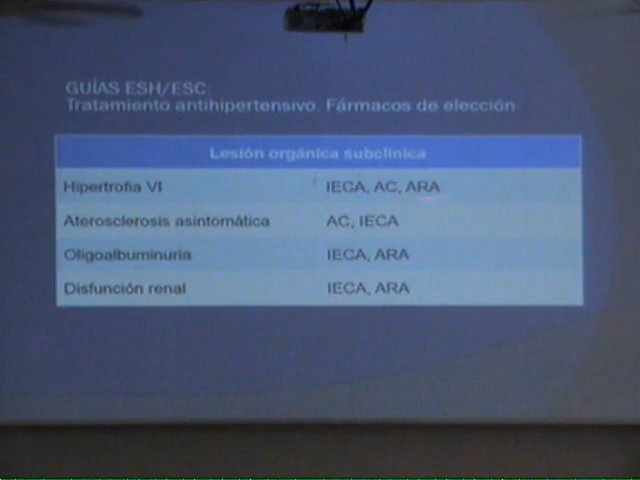 GUÍAS ESH/ESC:
Tratamiento antihipertensivo. Fármacos de elección
Lesión orgánica subclínica
Hipertrofia VI IECA, AC, ARA
Aterosclerosis asintomática AC, IECA
Oligoalbuminuria IECA, ARA
Disfunción renal IECA, ARA